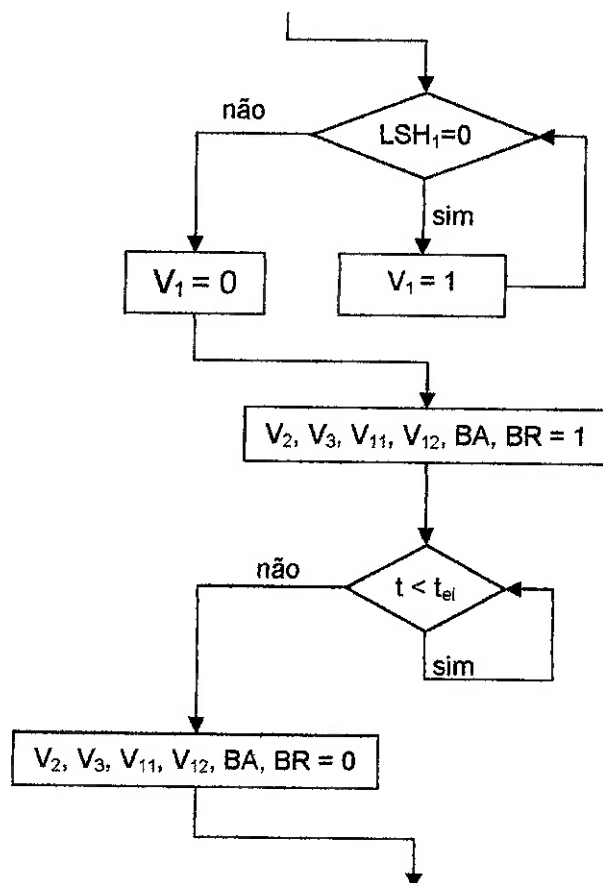 não
LSH₁=0
sim
V₁ = 0
V₁ = 1
V₂, V₃, V₁₁, V₁₂, BA, BR = 1
não
t < tₑᵢ
sim
V₂, V₃, V₁₁, V₁₂, BA, BR = 0